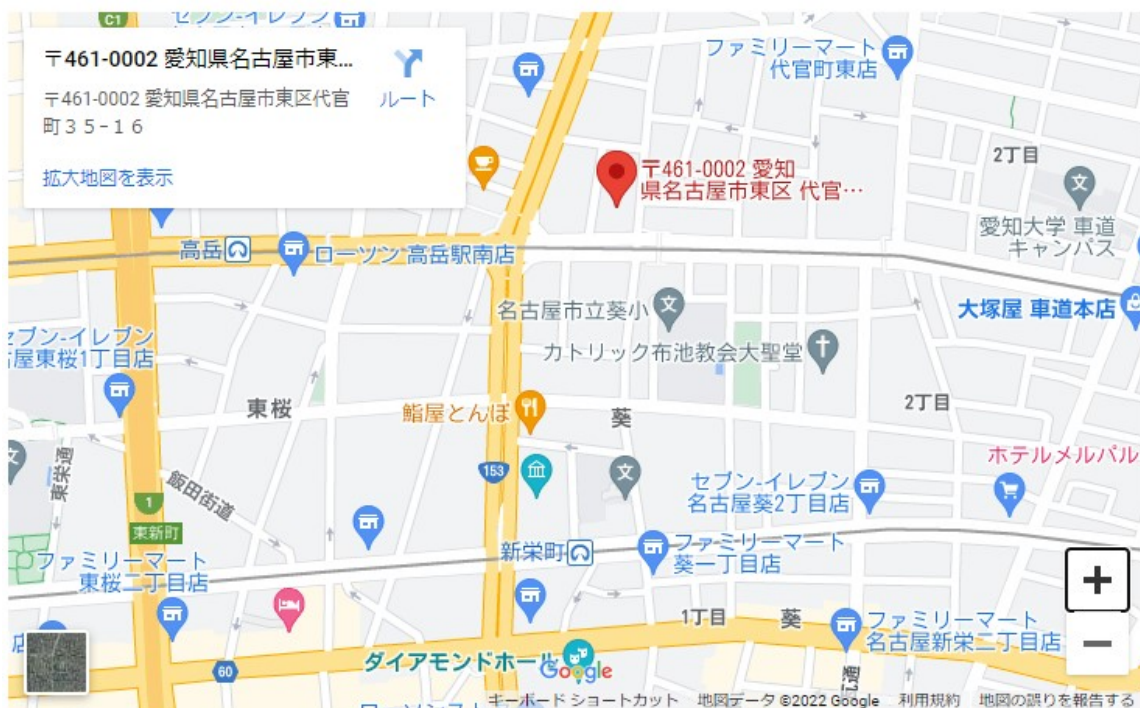 C1
セブン-イレブン
〒461-0002 愛知県名古屋市東...
〒461-0002 愛知県名古屋市東区代官
町35-16
ルート
拡大地図を表示
ファミリーマート
代官町東店
2丁目
〒461-0002 愛知
県名古屋市東区 代官…
愛知大学 車道
キャンパス
高岳
ローソン 高岳駅南店
大塚屋 車道本店
名古屋市立葵小
セブン-イレブン
古屋東桜1丁目店
カトリック布池教会大聖堂
東桜
鮨屋とんぼ
葵
2丁目
ホテルメルパル
東栄通
飯田街道
153
セブン-イレブン
名古屋葵2丁目店
1
東新町
新栄町
ファミリーマート
葵一丁目店
ファミリーマート
東桜二丁目店
1丁目
葵
ファミリーマート
名古屋新栄二丁目店
店
60
ダイアモンドホール
Google
キーボード ショートカット
地図データ ©2022 Google
利用規約
地図の誤りを報告する